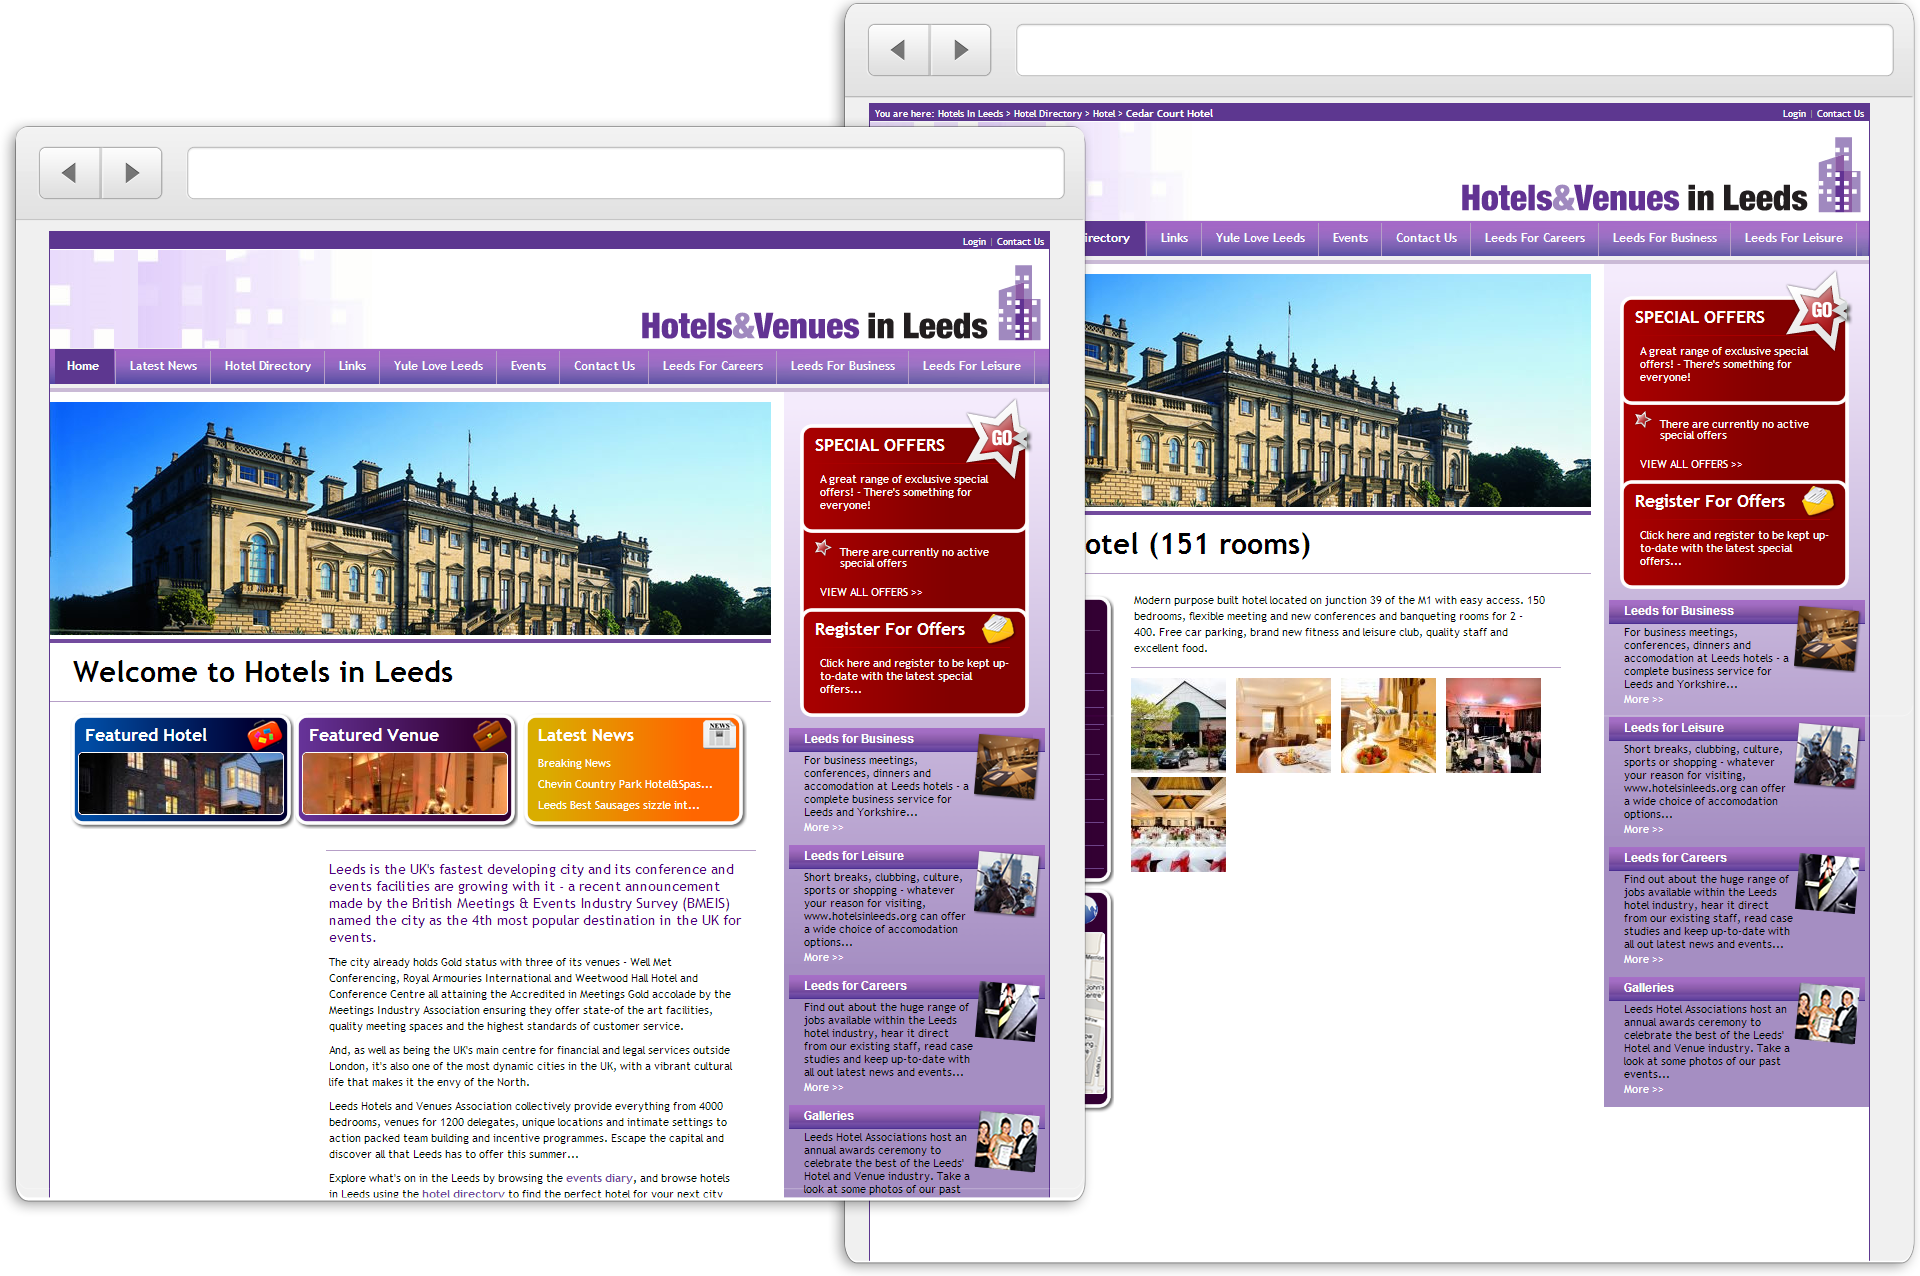 Login | Contact Us
Hotels&Venues in Leeds
Home
Latest News
Hotel Directory
Links
Yule Love Leeds
Events
Contact Us
Leeds For Careers
Leeds For Business
Leeds For Leisure
Welcome to Hotels in Leeds
Featured Hotel
Featured Venue
Latest News
NEWS
Breaking News
Chevin Country Park Hotel&Spas...
Leeds Best Sausages sizzle int...
Leeds is the UK's fastest developing city and its conference and
events facilities are growing with it - a recent announcement
made by the British Meetings & Events Industry Survey (BMEIS)
named the city as the 4th most popular destination in the UK for
events.
The city already holds Gold status with three of its venues - Well Met
Conferencing, Royal Armouries International and Weetwood Hall Hotel and
Conference Centre all attaining the Accredited in Meetings Gold accolade by the
Meetings Industry Association ensuring they offer state-of the art facilities,
quality meeting spaces and the highest standards of customer service.
And, as well as being the UK's main centre for financial and legal services outside
London, it's also one of the most dynamic cities in the UK, with a vibrant cultural
life that makes it the envy of the North.
Leeds Hotels and Venues Association collectively provide everything from 4000
bedrooms, venues for 1200 delegates, unique locations and intimate settings to
action packed team building and incentive programmes. Escape the capital and
discover all that Leeds has to offer this summer...
Explore what's on in the Leeds by browsing the events diary, and browse hotels
in Leeds using the hotel directory to find the perfect hotel for your next city
SPECIAL OFFERS
GO
A great range of exclusive special
offers! - There's something for
everyone!
There are currently no active
special offers
VIEW ALL OFFERS >>
Register For Offers
Click here and register to be kept up-
to-date with the latest special
offers...
Leeds for Business
For business meetings,
conferences, dinners and
accomodation at Leeds hotels - a
complete business service for
Leeds and Yorkshire...
More >>
Leeds for Leisure
Short breaks, clubbing, culture,
sports or shopping - whatever
your reason for visiting,
www.hotelsinleeds.org can offer
a wide choice of accomodation
options...
More >>
Leeds for Careers
Find out about the huge range of
jobs available within the Leeds
hotel industry, hear it direct
from our existing staff, read case
studies and keep up-to-date with
all out latest news and events...
More >>
Galleries
Leeds Hotel Associations host an
annual awards ceremony to
celebrate the best of the Leeds'
Hotel and Venue industry. Take a
look at some photos of our past
You are here: Hotels In Leeds > Hotel Directory > Hotel > Cedar Court Hotel
Login | Contact Us
Hotels&Venues in Leeds
irectory
Links
Yule Love Leeds
Events
Contact Us
Leeds For Careers
Leeds For Business
Leeds For Leisure
otel (151 rooms)
Modern purpose built hotel located on junction 39 of the M1 with easy access. 150
bedrooms, flexible meeting and new conferences and banqueting rooms for 2 -
400. Free car parking, brand new fitness and leisure club, quality staff and
excellent food.
SPECIAL OFFERS
GO
A great range of exclusive special
offers! - There's something for
everyone!
There are currently no active
special offers
VIEW ALL OFFERS >>
Register For Offers
Click here and register to be kept up-
to-date with the latest special
offers...
Leeds for Business
For business meetings,
conferences, dinners and
accomodation at Leeds hotels - a
complete business service for
Leeds and Yorkshire...
More >>
Leeds for Leisure
Short breaks, clubbing, culture,
sports or shopping - whatever
your reason for visiting,
www.hotelsinleeds.org can offer
a wide choice of accomodation
options...
More >>
Leeds for Careers
Find out about the huge range of
jobs available within the Leeds
hotel industry, hear it direct
from our existing staff, read case
studies and keep up-to-date with
all out latest news and events...
More >>
Galleries
Leeds Hotel Associations host an
annual awards ceremony to
celebrate the best of the Leeds'
Hotel and Venue industry. Take a
look at some photos of our past
events...
More >>